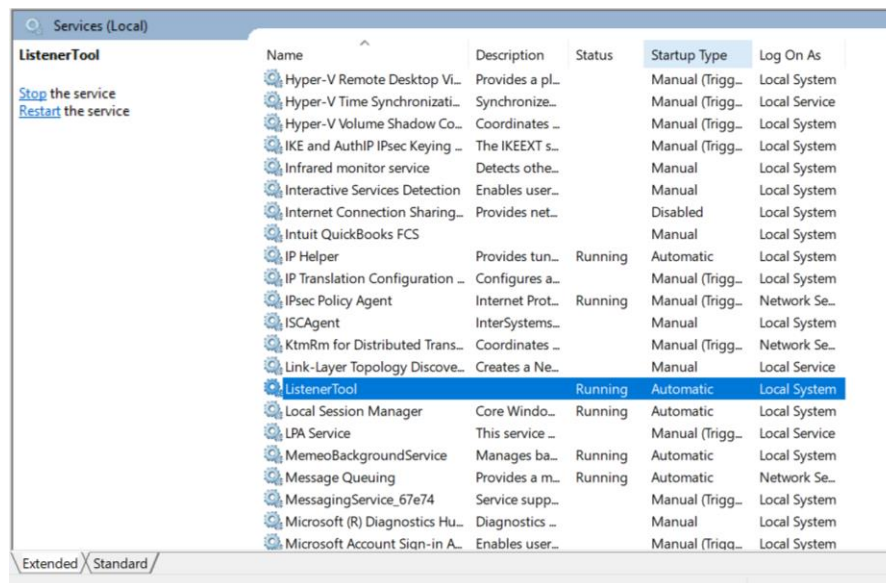 Services (Local)
ListenerTool
Stop the service
Restart the service
Name Description Status Startup Type Log On As
Hyper-V Remote Desktop Vi... Provides a pl... Manual (Trigg... Local System
Hyper-V Time Synchronizati... Synchronize... Manual (Trigg... Local Service
Hyper-V Volume Shadow Co... Coordinates ... Manual (Trigg... Local System
IKE and AuthIP IPsec Keying ... The IKEEXT s... Manual (Trigg... Local System
Infrared monitor service Detects othe... Manual Local System
Interactive Services Detection Enables user... Manual Local System
Internet Connection Sharing... Provides net... Disabled Local System
Intuit QuickBooks FCS Manual Local System
IP Helper Provides tun... Running Automatic Local System
IP Translation Configuration ... Configures a... Manual (Trigg... Local System
IPsec Policy Agent Internet Prot... Running Manual (Trigg... Network Se...
ISCAgent InterSystems... Manual Local System
KtmRm for Distributed Trans... Coordinates ... Manual (Trigg... Network Se...
Link-Layer Topology Discove... Creates a Ne... Manual Local Service
ListenerTool Running Automatic Local System
Local Session Manager Core Windo... Running Automatic Local System
LPA Service This service ... Manual (Trigg... Local Service
MemeoBackgroundService Manages ba... Running Automatic Local System
Message Queuing Provides a m... Running Automatic Network Se...
MessagingService_67e74 Service supp... Manual (Trigg... Local System
Microsoft (R) Diagnostics Hu... Diagnostics ... Manual Local System
Microsoft Account Sign-in A... Enables user... Manual (Trigg... Local System
Extended Standard